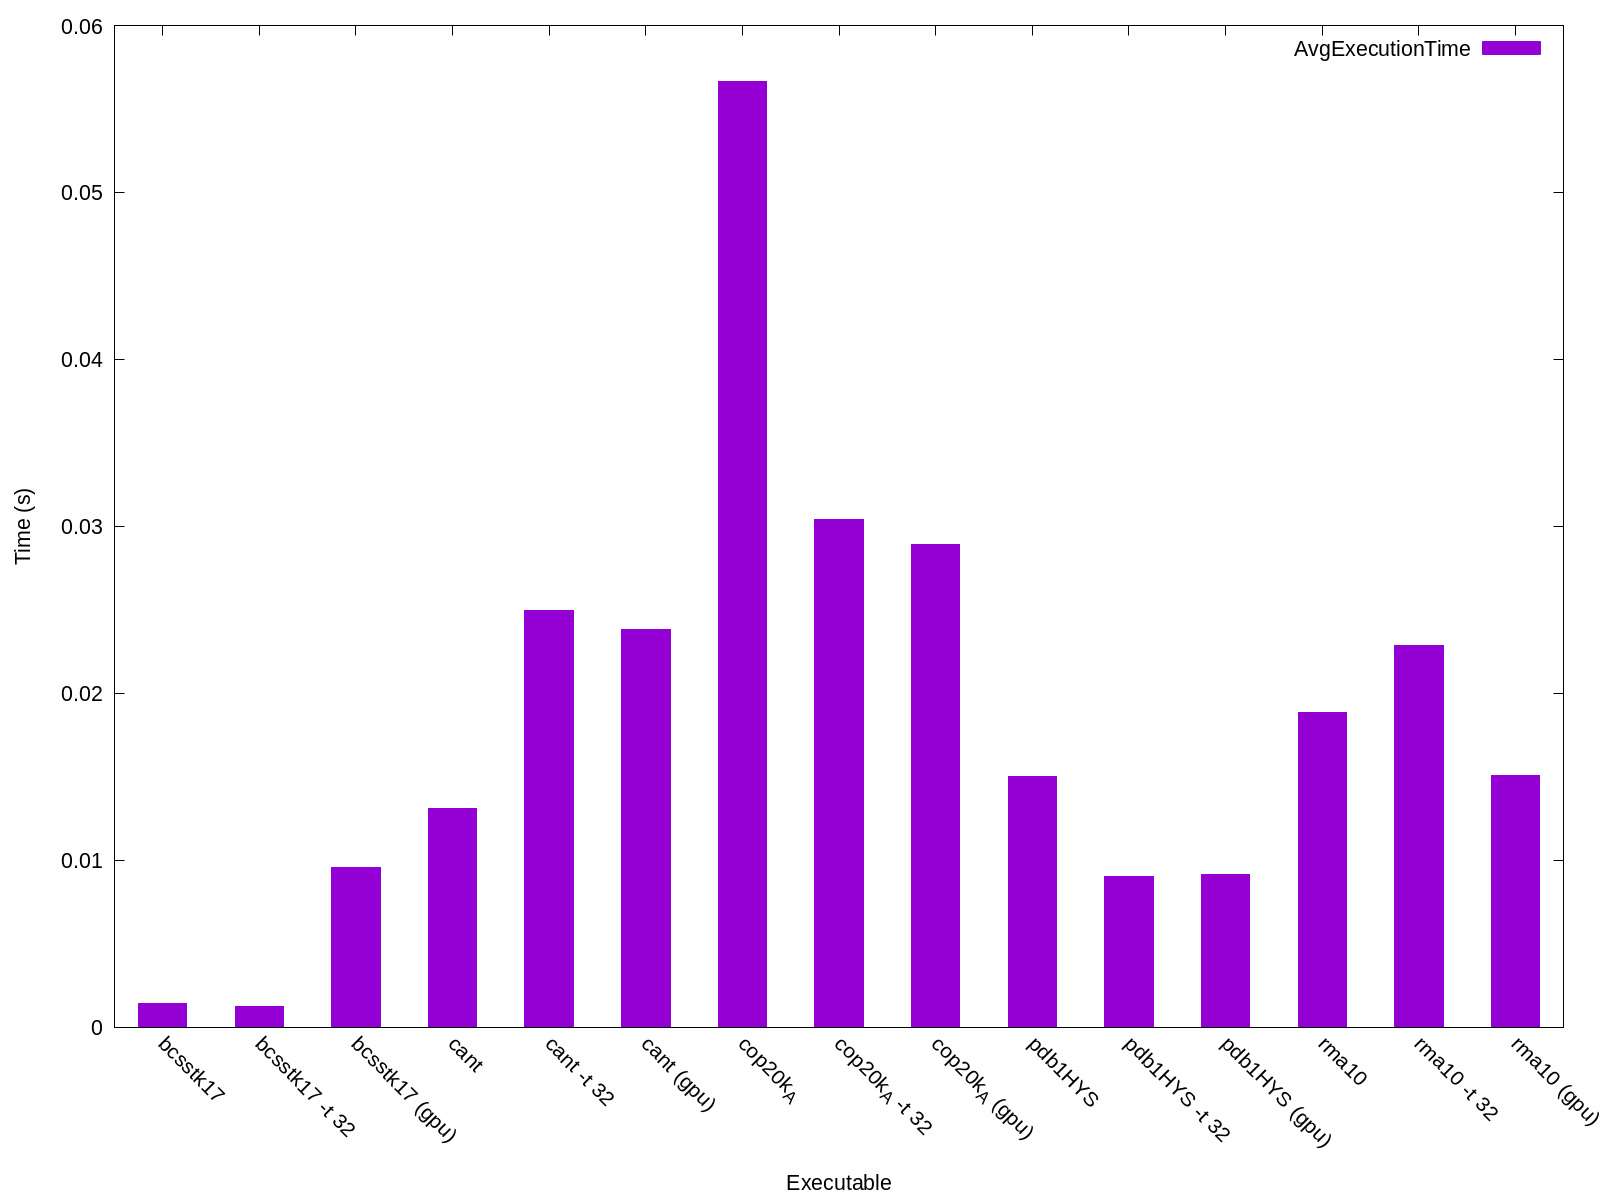 0.06
0.05
0.04
0.03
0.02
0.01
0
Time (s)
AvgExecutionTime
bcsstk17
bcsstk17 -t 32
bcsstk17 (gpu)
cant
cant -t 32
cant (gpu)
cop20kA
cop20kA -t 32
cop20kA (gpu)
pdb1HYS
pdb1HYS -t 32
pdb1HYS (gpu)
rma10
rma10 -t 32
rma10 (gpu)
Executable